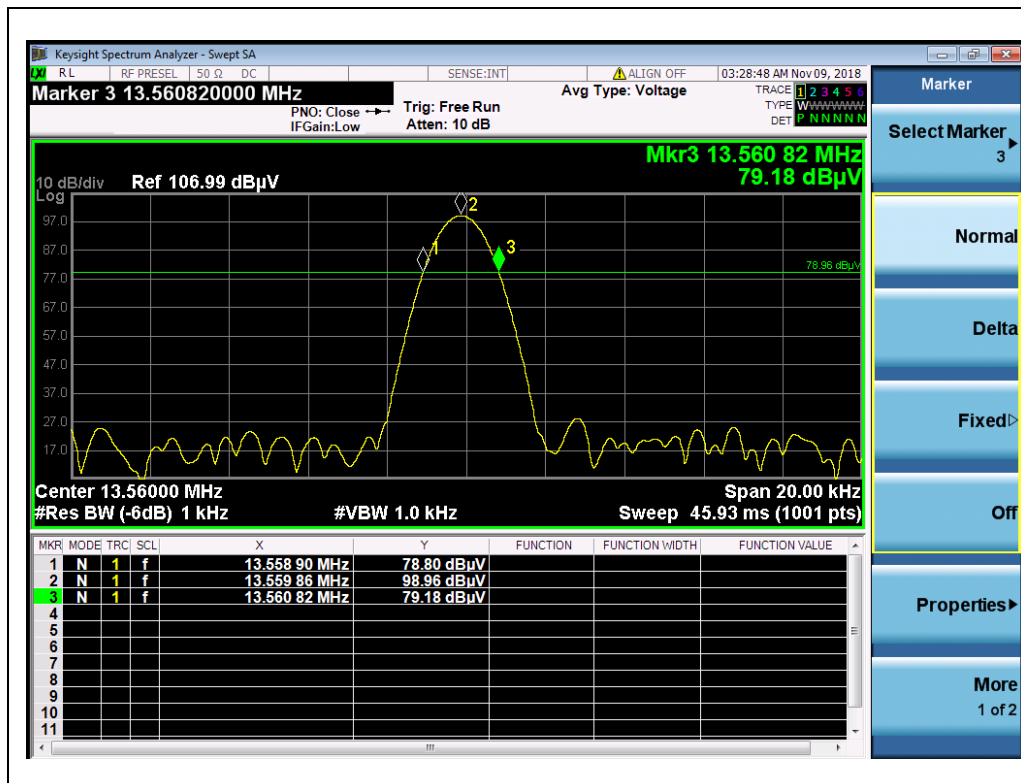 Keysight Spectrum Analyzer - Swept SA
LXI RL RF PRESEL 50 Ω DC SENSE:INT ALIGN OFF 03:28:48 AM Nov 09, 2018
Marker 3 13.560820000 MHz
PNO: Close
IFGain:Low
Trig: Free Run
Atten: 10 dB
Avg Type: Voltage
TRACE 1 2 3 4 5 6
TYPE WWWWWW
DET P N N N N N
Mkr3 13.560 82 MHz
79.18 dBµV
10 dB/div Ref 106.99 dBµV
Log
97.0
87.0
77.0
67.0
57.0
47.0
37.0
27.0
17.0
1
2
3
78.96 dBµV
Center 13.56000 MHz Span 20.00 kHz
#Res BW (-6dB) 1 kHz #VBW 1.0 kHz Sweep 45.93 ms (1001 pts)
MKR MODE TRC SCL X Y FUNCTION FUNCTION WIDTH FUNCTION VALUE
1 N 1 f 13.558 90 MHz 78.80 dBµV
2 N 1 f 13.559 86 MHz 98.96 dBµV
3 N 1 f 13.560 82 MHz 79.18 dBµV
4
5
6
7
8
9
10
11
Marker
Select Marker
3
Normal
Delta
Fixed
Off
Properties
More
1 of 2